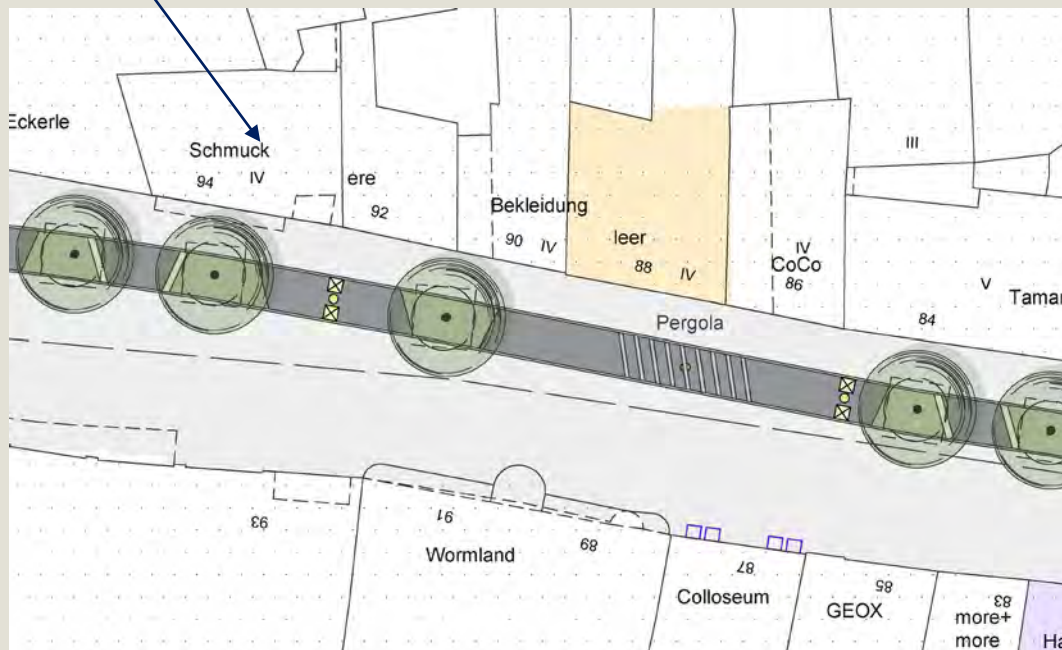 Eckerle
Schmuck
94 IV
ere
92
Bekleidung
90 IV
leer
88 IV
IV
CoCo
86
III
V
Tamar
84
Pergola
93
91
89
Wormland
87
Colloseum
85
GEOX
83
more+
more
Ha